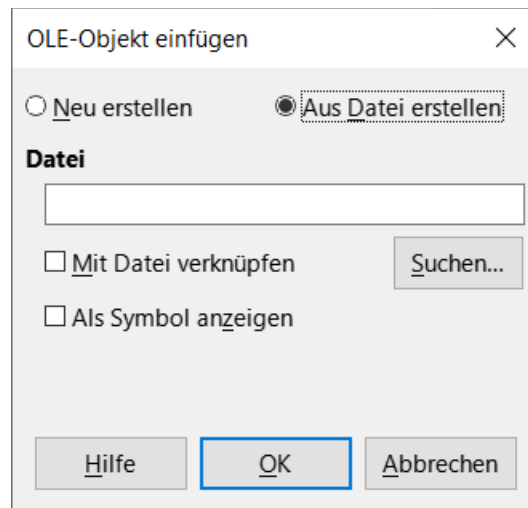 OLE-Objekt einfügen
Neu erstellen Aus Datei erstellen
Datei
Mit Datei verknüpfen Suchen...
Als Symbol anzeigen
Hilfe OK Abbrechen